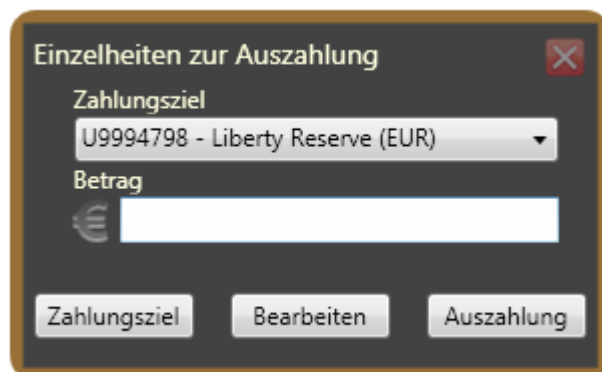 Einzelheiten zur Auszahlung
Zahlungsziel
U9994798 - Liberty Reserve (EUR)
Betrag
€
Zahlungsziel Bearbeiten Auszahlung